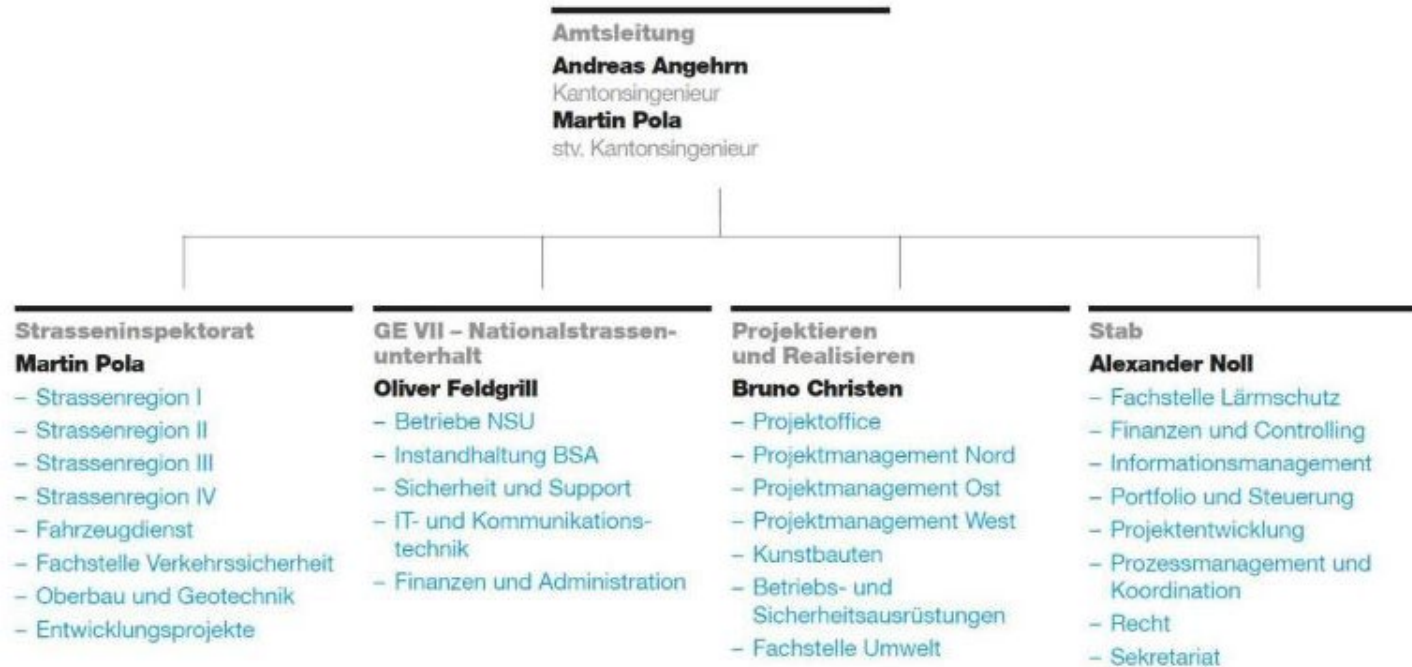 Amtsleitung
Andreas Angehrn
Kantonsingenieur
Martin Pola
stv. Kantonsingenieur
Strasseninspektorat
Martin Pola
– Strassenregion I
– Strassenregion II
– Strassenregion III
– Strassenregion IV
– Fahrzeugdienst
– Fachstelle Verkehrssicherheit
– Oberbau und Geotechnik
– Entwicklungsprojekte
GE VII – Nationalstrassen-
unterhalt
Oliver Feldgrill
– Betriebe NSU
– Instandhaltung BSA
– Sicherheit und Support
– IT- und Kommunikations-
technik
– Finanzen und Administration
Projektieren
und Realisieren
Bruno Christen
– Projektoffice
– Projektmanagement Nord
– Projektmanagement Ost
– Projektmanagement West
– Kunstbauten
– Betriebs- und
Sicherheitsausrüstungen
– Fachstelle Umwelt
Stab
Alexander Noll
– Fachstelle Lärmschutz
– Finanzen und Controlling
– Informationsmanagement
– Portfolio und Steuerung
– Projektentwicklung
– Prozessmanagement und
Koordination
– Recht
– Sekretariat